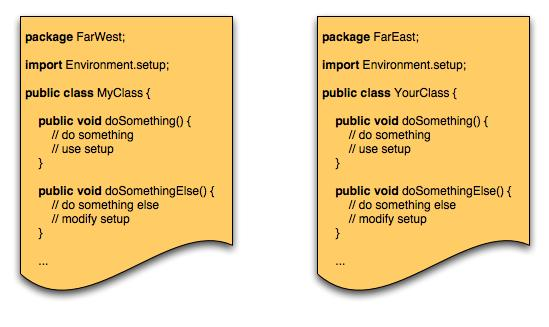 package FarWest;
import Environment.setup;
public class MyClass {
public void doSomething() {
// do something
// use setup
}
public void doSomethingElse() {
// do something else
// modify setup
}
...
package FarEast;
import Environment.setup;
public class YourClass {
public void doSomething() {
// do something
// use setup
}
public void doSomethingElse() {
// do something else
// modify setup
}
...